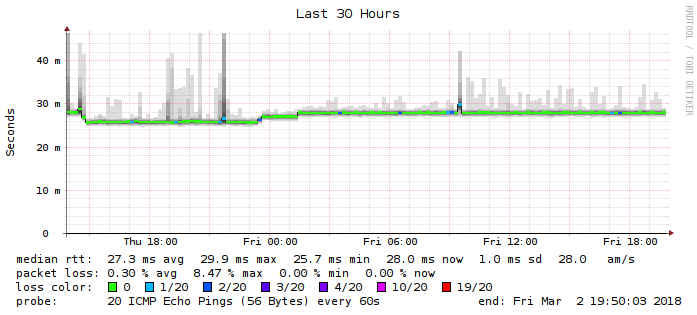 Last 30 Hours
RRDTOOL / TOBI OETIKER
Seconds
40 m
30 m
20 m
10 m
0
Thu 18:00 Fri 00:00 Fri 06:00 Fri 12:00 Fri 18:00
median rtt: 27.3 ms avg 29.9 ms max 25.7 ms min 28.0 ms now 1.0 ms sd 28.0 am/s
packet loss: 0.30 % avg 8.47 % max 0.00 % min 0.00 % now
loss color: 0 1/20 2/20 3/20 4/20 10/20 19/20
probe: 20 ICMP Echo Pings (56 Bytes) every 60s end: Fri Mar 2 19:50:03 2018